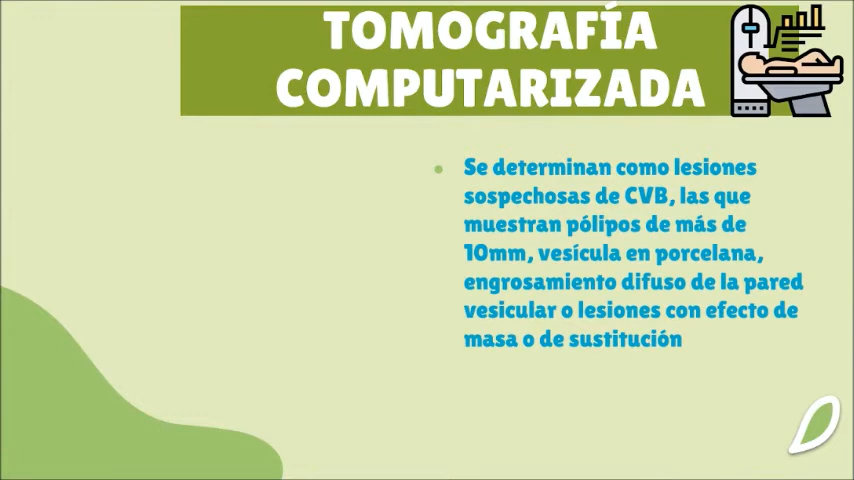 TOMOGRAFÍA
COMPUTARIZADA
Se determinan como lesiones
sospechosas de CVB, las que
muestran pólipos de más de
10mm, vesícula en porcelana,
engrosamiento difuso de la pared
vesicular o lesiones con efecto de
masa o de sustitución